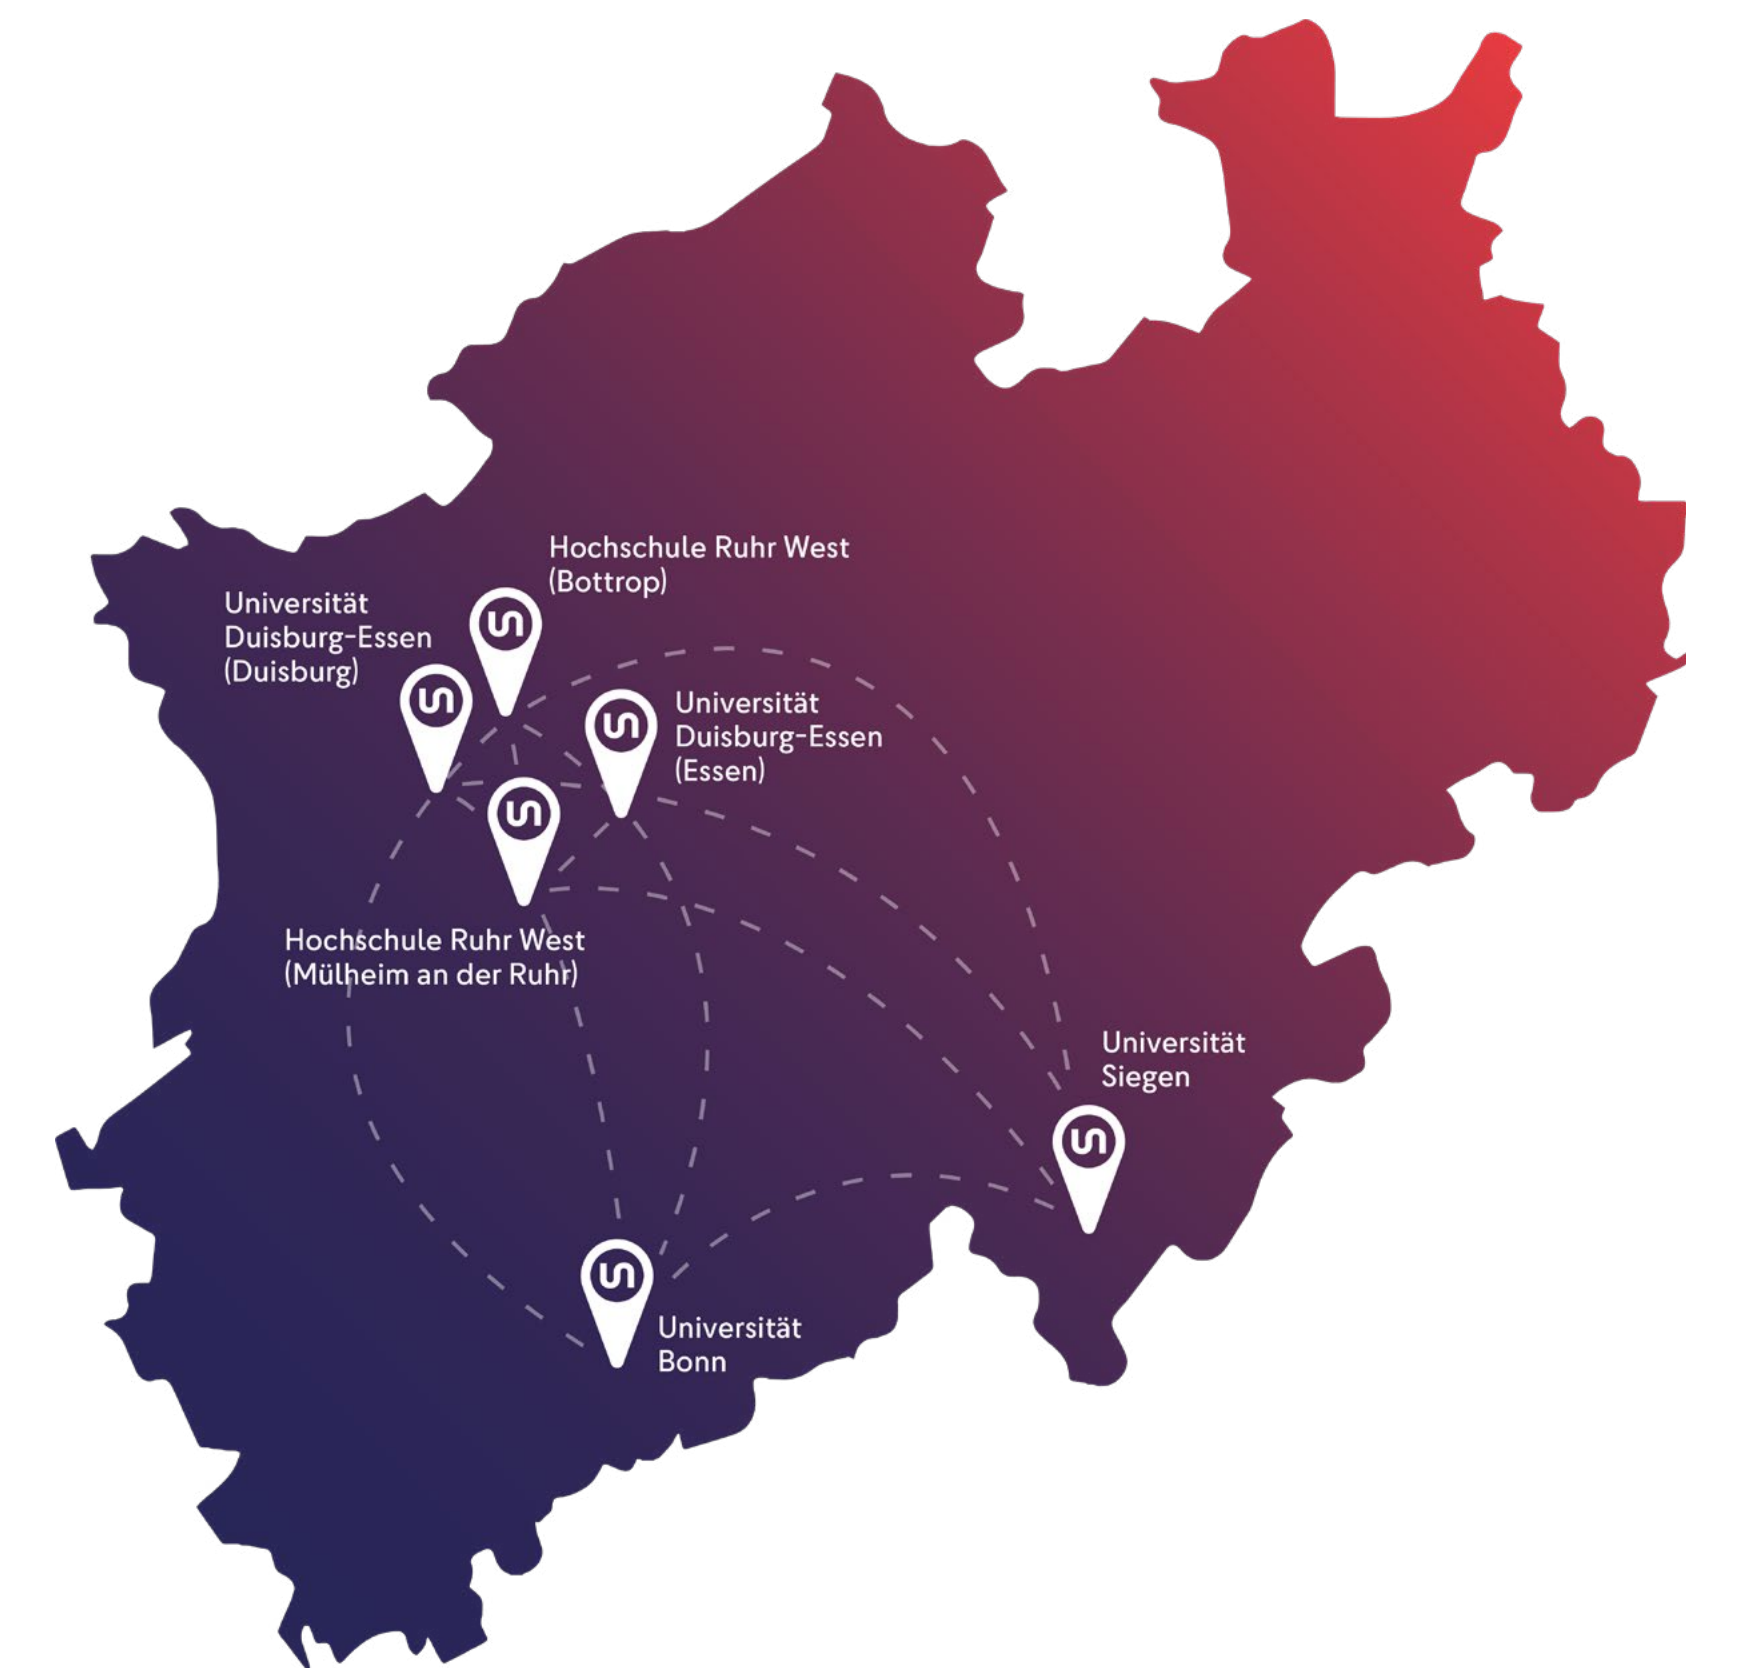 Hochschule Ruhr West
(Bottrop)
Universität
Duisburg-Essen
(Duisburg)
Universität
Duisburg-Essen
(Essen)
Hochschule Ruhr West
(Mülheim an der Ruhr)
Universität
Siegen
Universität
Bonn